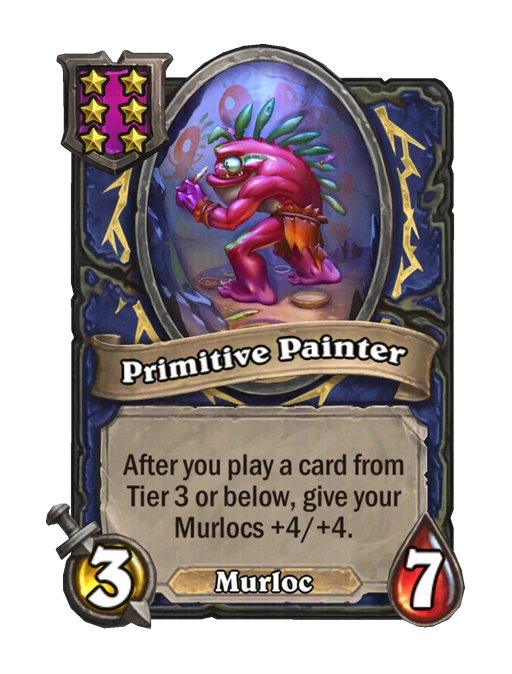 Primitive Painter
After you play a card from
Tier 3 or below, give your
Murlocs +4/+4.
3
Murloc
7